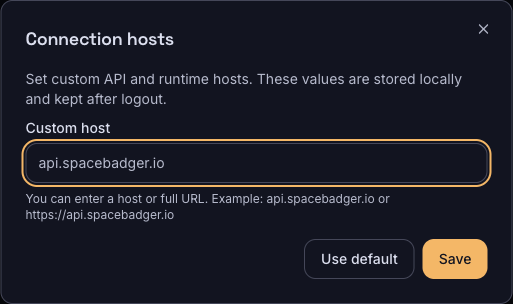 Connection hosts
Set custom API and runtime hosts. These values are stored locally
and kept after logout.
Custom host
api.spacebadger.io
You can enter a host or full URL. Example: api.spacebadger.io or
https://api.spacebadger.io
Use default
Save